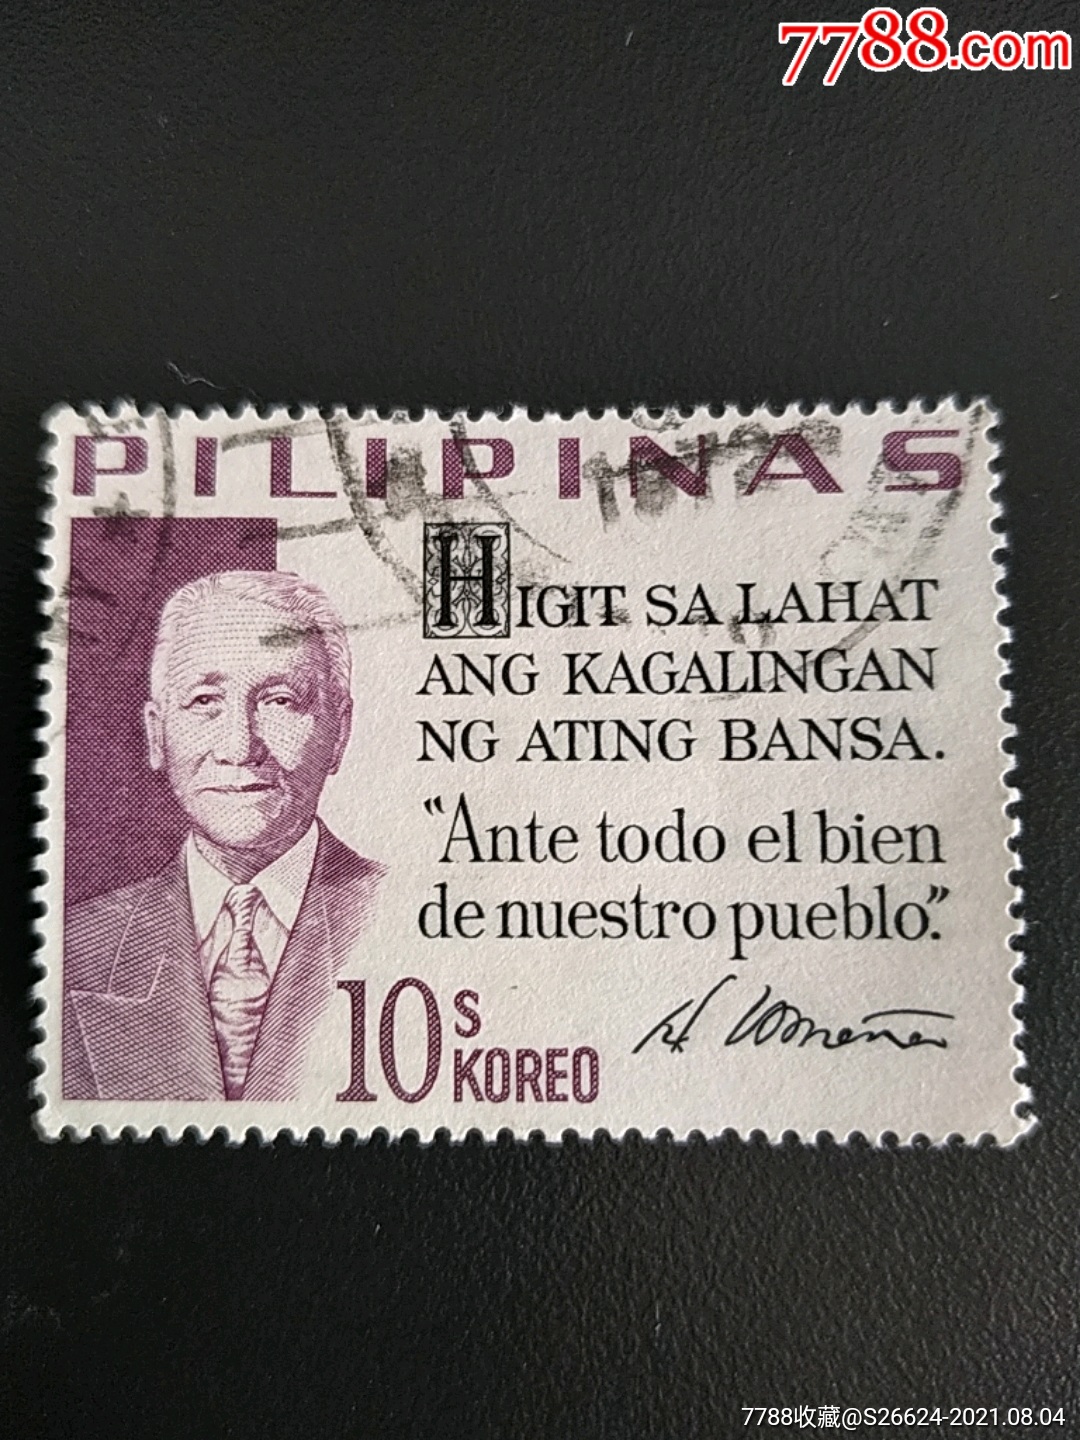 7788.com
PILIPINAS
HIGIT SA LAHAT
ANG KAGALINGAN
NG ATING BANSA.
“Ante todo el bien
de nuestro pueblo.”
10s
KOREO
7788收藏@S26624-2021.08.04